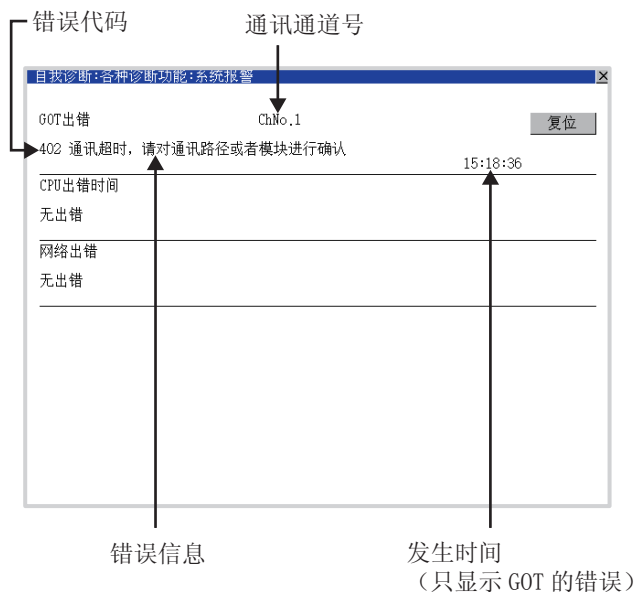 错误代码
通讯通道号
自我诊断:各种诊断功能:系统报警 X
GOT出错 ChNo.1 复位
402 通讯超时，请对通讯路径或者模块进行确认
15:18:36
CPU出错时间
无出错
网络出错
无出错
错误信息
发生时间
（只显示 GOT 的错误）